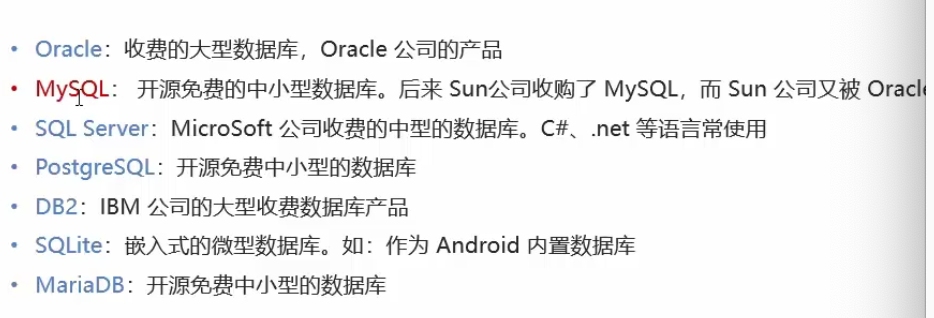 • Oracle：收费的大型数据库，Oracle 公司的产品
• MySQL： 开源免费的中小型数据库。后来 Sun公司收购了 MySQL，而 Sun 公司又被 Oracle
• SQL Server：MicroSoft 公司收费的中型的数据库。C#、.net 等语言常使用
• PostgreSQL：开源免费中小型的数据库
• DB2：IBM 公司的大型收费数据库产品
• SQLite：嵌入式的微型数据库。如：作为 Android 内置数据库
• MariaDB：开源免费中小型的数据库